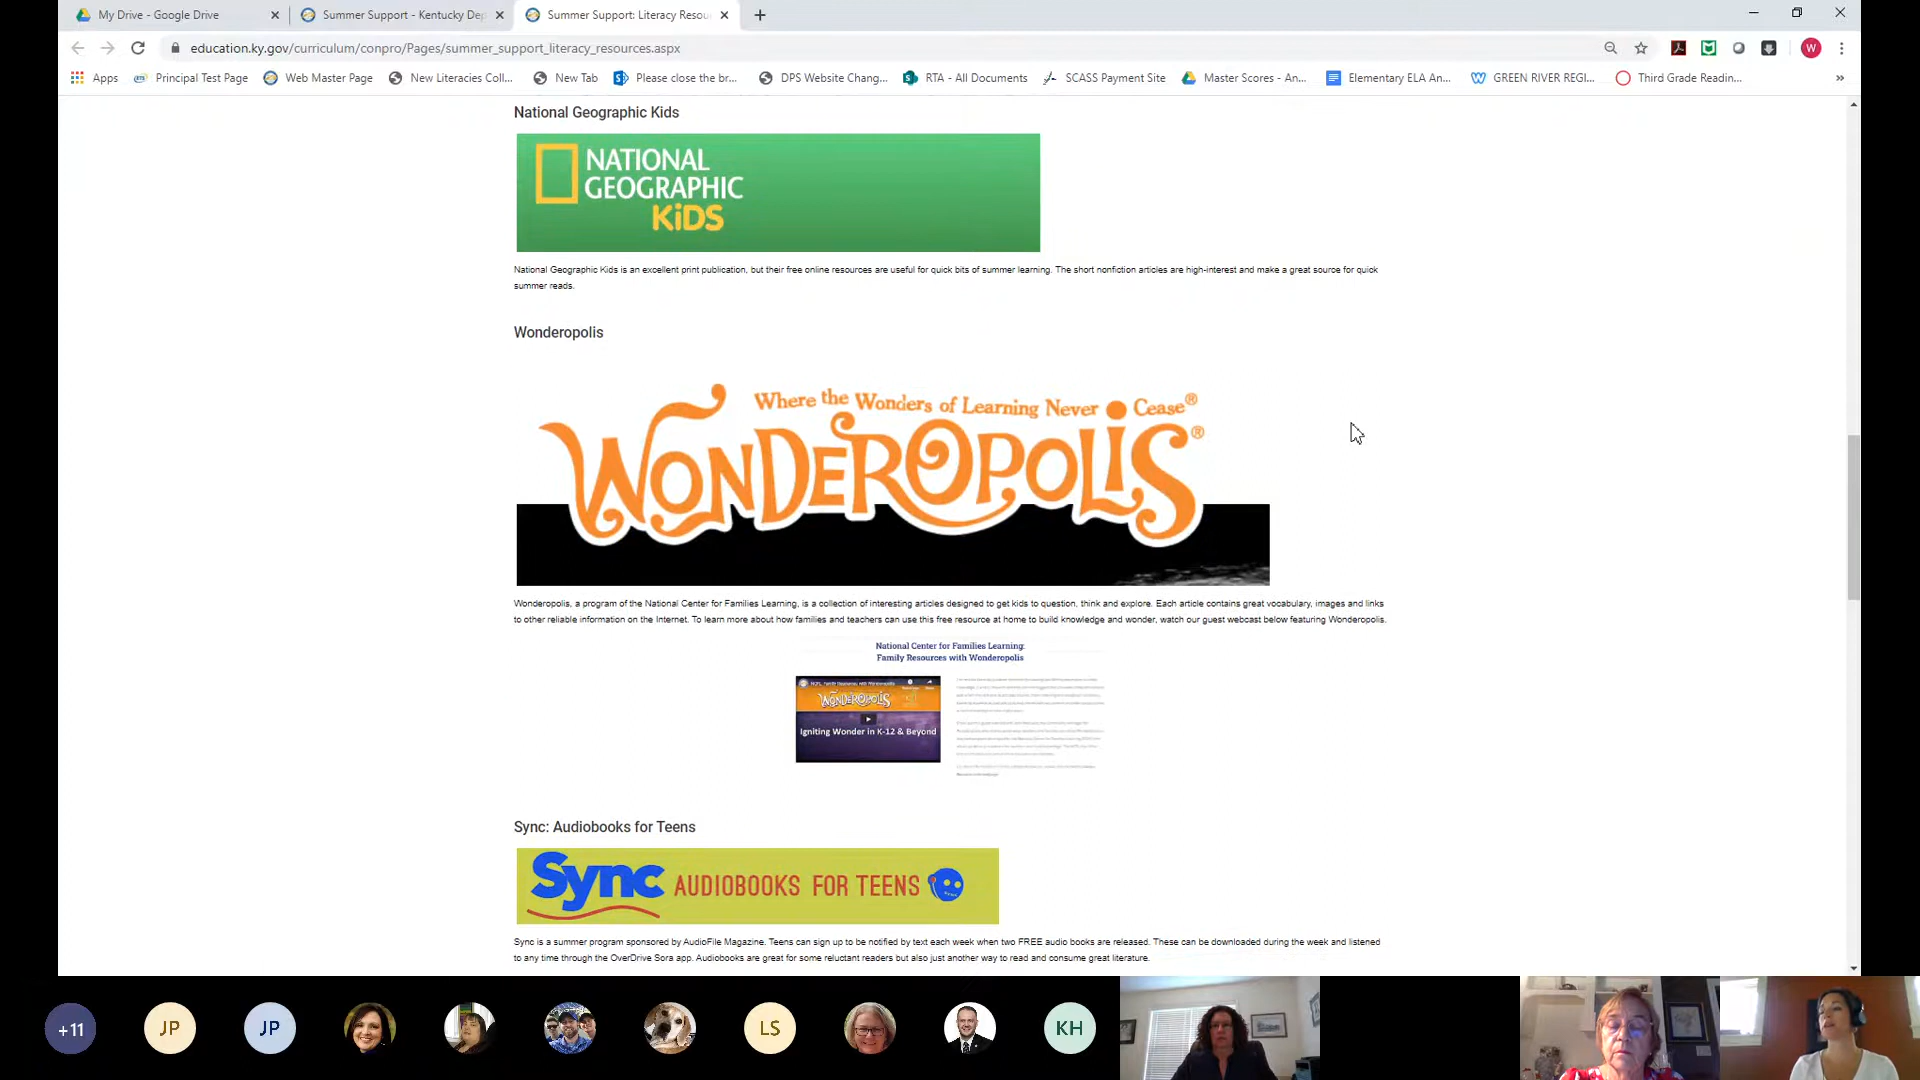 My Drive - Google Drive
Summer Support - Kentucky Dep
Summer Support: Literacy Resou
education.ky.gov/curriculum/conpro/Pages/summer_support_literacy_resources.aspx
W
Apps
Principal Test Page
Web Master Page
New Literacies Coll...
New Tab
Please close the br...
DPS Website Chang...
RTA - All Documents
SCASS Payment Site
Master Scores - An...
Elementary ELA An...
GREEN RIVER REGI...
Third Grade Readin...
»
National Geographic Kids
NATIONAL
GEOGRAPHIC
KiDS
National Geographic Kids is an excellent print publication, but their free online resources are useful for quick bits of summer learning. The short nonfiction articles are high-interest and make a great source for quick
summer reads.
Wonderopolis
Where the Wonders of Learning Never Cease®
WONDEROPOLIS®
Wonderopolis, a program of the National Center for Families Learning, is a collection of interesting articles designed to get kids to question, think and explore. Each article contains great vocabulary, images and links
to other reliable information on the Internet. To learn more about how families and teachers can use this free resource at home to build knowledge and wonder, watch our guest webcast below featuring Wonderopolis.
National Center for Families Learning:
Family Resources with Wonderopolis
WONDEROPOLIS
Igniting Wonder in K-12 & Beyond
Sync: Audiobooks for Teens
Sync AUDIOBOOKS FOR TEENS
Sync is a summer program sponsored by AudioFile Magazine. Teens can sign up to be notified by text each week when two FREE audio books are released. These can be downloaded during the week and listened
to any time through the OverDrive Sora app. Audiobooks are great for some reluctant readers but also just another way to read and consume great literature.
+11
JP
JP
LS
KH